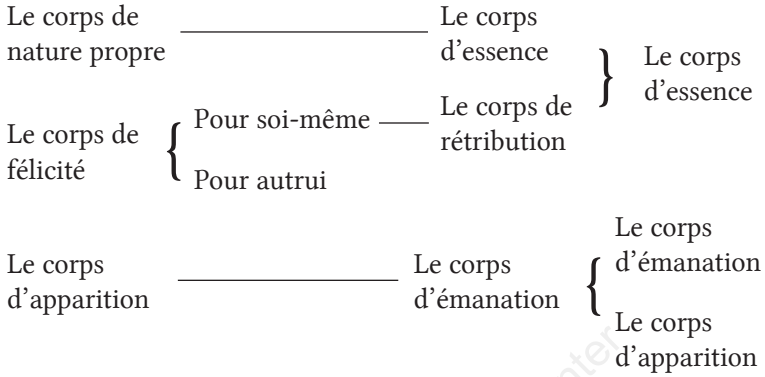 Le corps de
nature propre
Le corps
d’essence
Le corps
d’essence
Le corps de
félicité
Pour soi-même
Pour autrui
Le corps de
rétribution
Le corps
d’apparition
Le corps
d’émanation
Le corps
d’émanation
Le corps
d’apparition